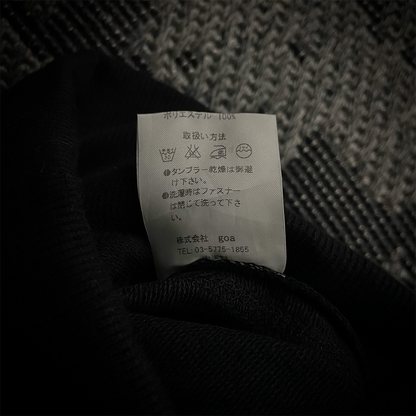 ポリエステル 100%
取扱い方法
●タンブラー乾燥は御避
け下さい。
●洗濯時はファスナー
は閉じて洗って下さ
い。
株式会社 goa
TEL 03-5775-1855